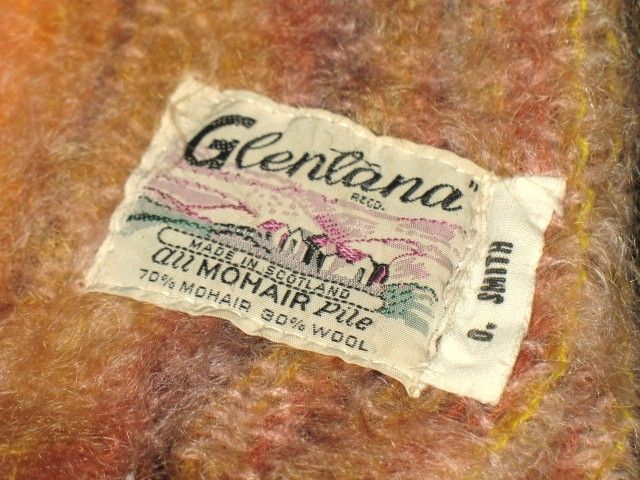 Glentana"
REGD.
MADE IN SCOTLAND
all MOHAIR Pile
70% MOHAIR 30% WOOL
O. SMITH